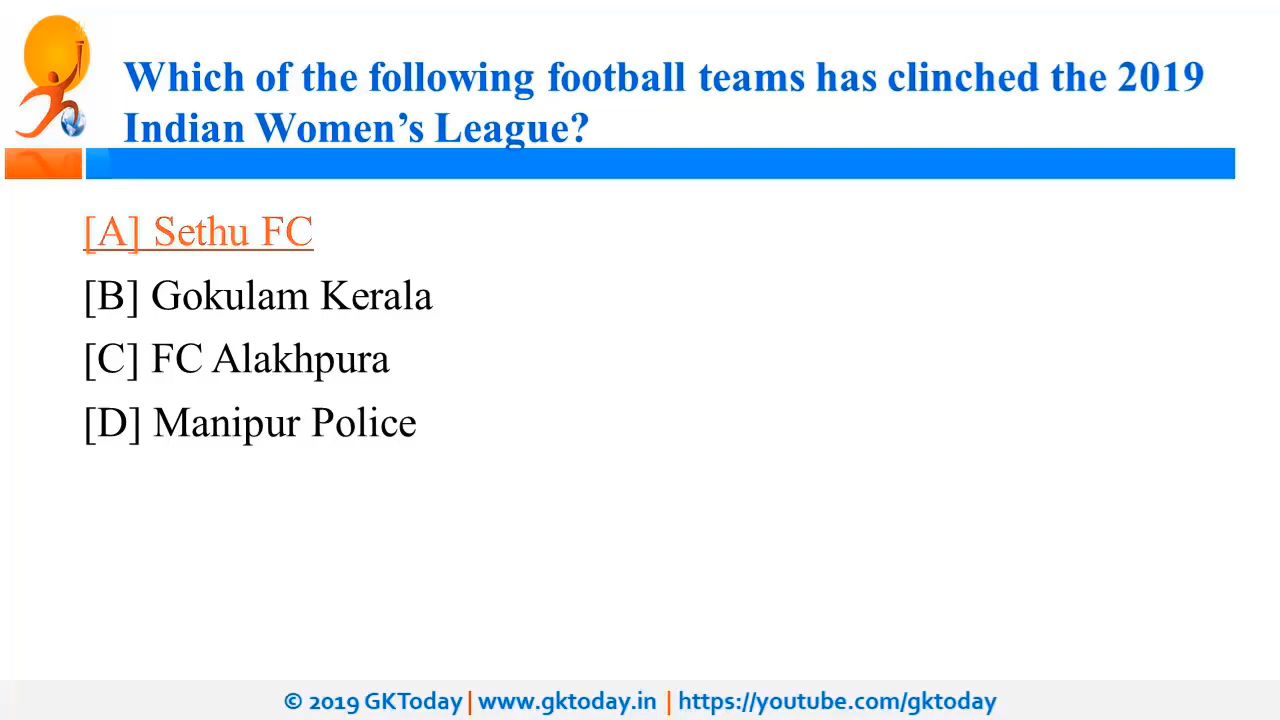 Which of the following football teams has clinched the 2019
Indian Women’s League?
[A] Sethu FC
[B] Gokulam Kerala
[C] FC Alakhpura
[D] Manipur Police
© 2019 GKToday | www.gktoday.in | https://youtube.com/gktoday